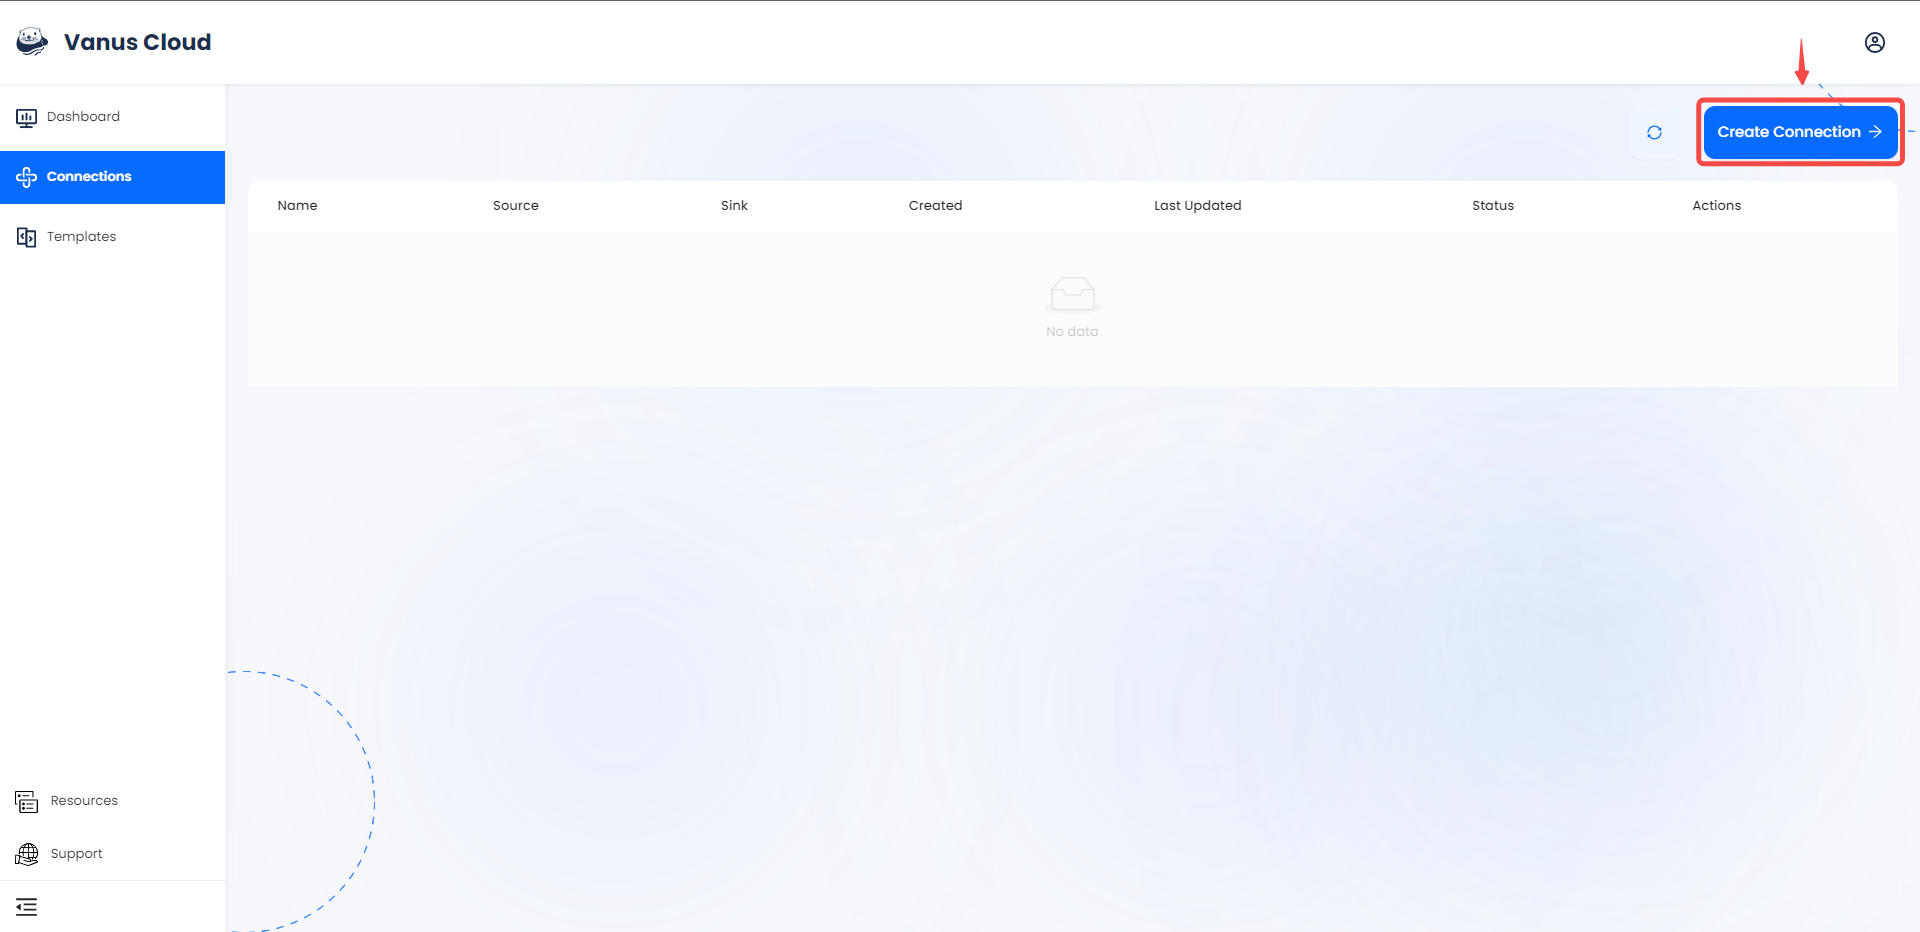 Vanus Cloud
Dashboard
Create Connection
Connections
Name Source Sink Created Last Updated Status Actions
Templates
No data
Resources
Support